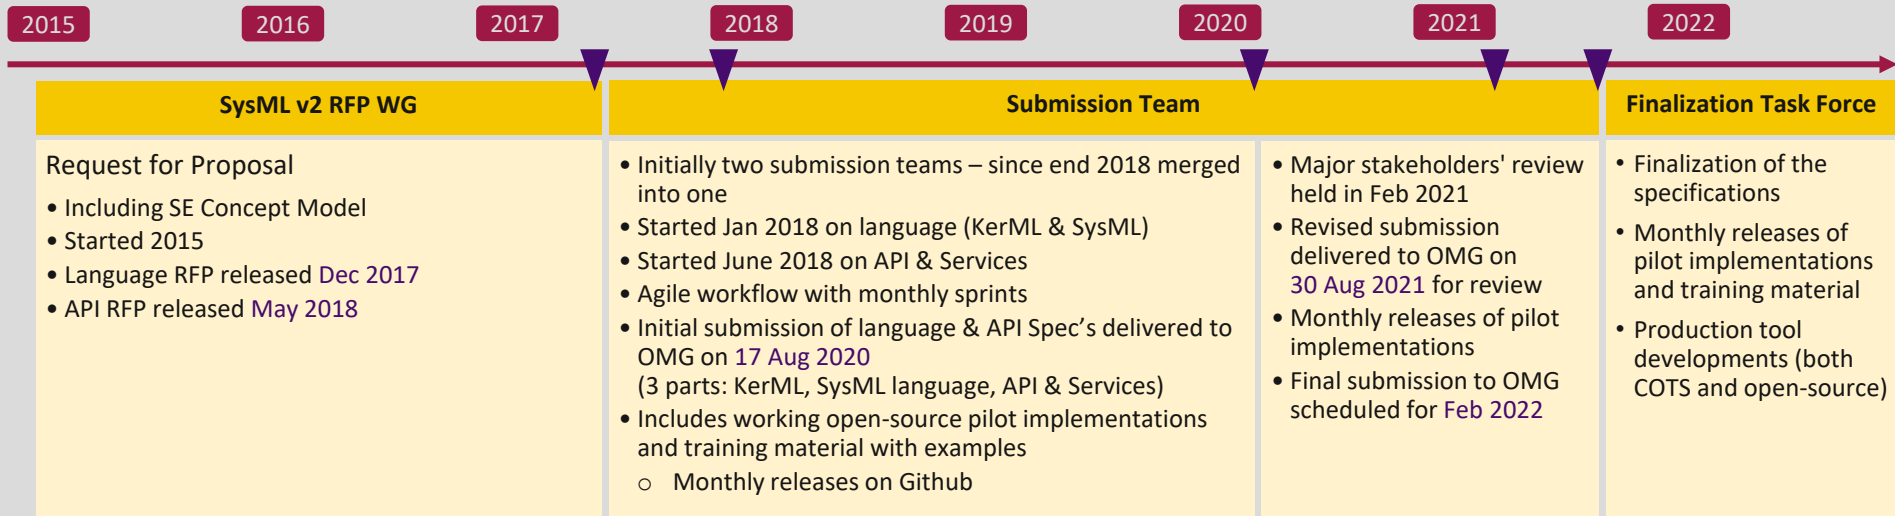 2015 2016 2017 2018 2019 2020 2021 2022
SysML v2 RFP WG
Request for Proposal
• Including SE Concept Model
• Started 2015
• Language RFP released Dec 2017
• API RFP released May 2018
Submission Team
• Initially two submission teams – since end 2018 merged
into one
• Started Jan 2018 on language (KerML & SysML)
• Started June 2018 on API & Services
• Agile workflow with monthly sprints
• Initial submission of language & API Spec's delivered to
OMG on 17 Aug 2020
(3 parts: KerML, SysML language, API & Services)
• Includes working open-source pilot implementations
and training material with examples
o Monthly releases on Github
• Major stakeholders' review
held in Feb 2021
• Revised submission
delivered to OMG on
30 Aug 2021 for review
• Monthly releases of pilot
implementations
• Final submission to OMG
scheduled for Feb 2022
Finalization Task Force
• Finalization of the
specifications
• Monthly releases of
pilot implementations
and training material
• Production tool
developments (both
COTS and open-source)